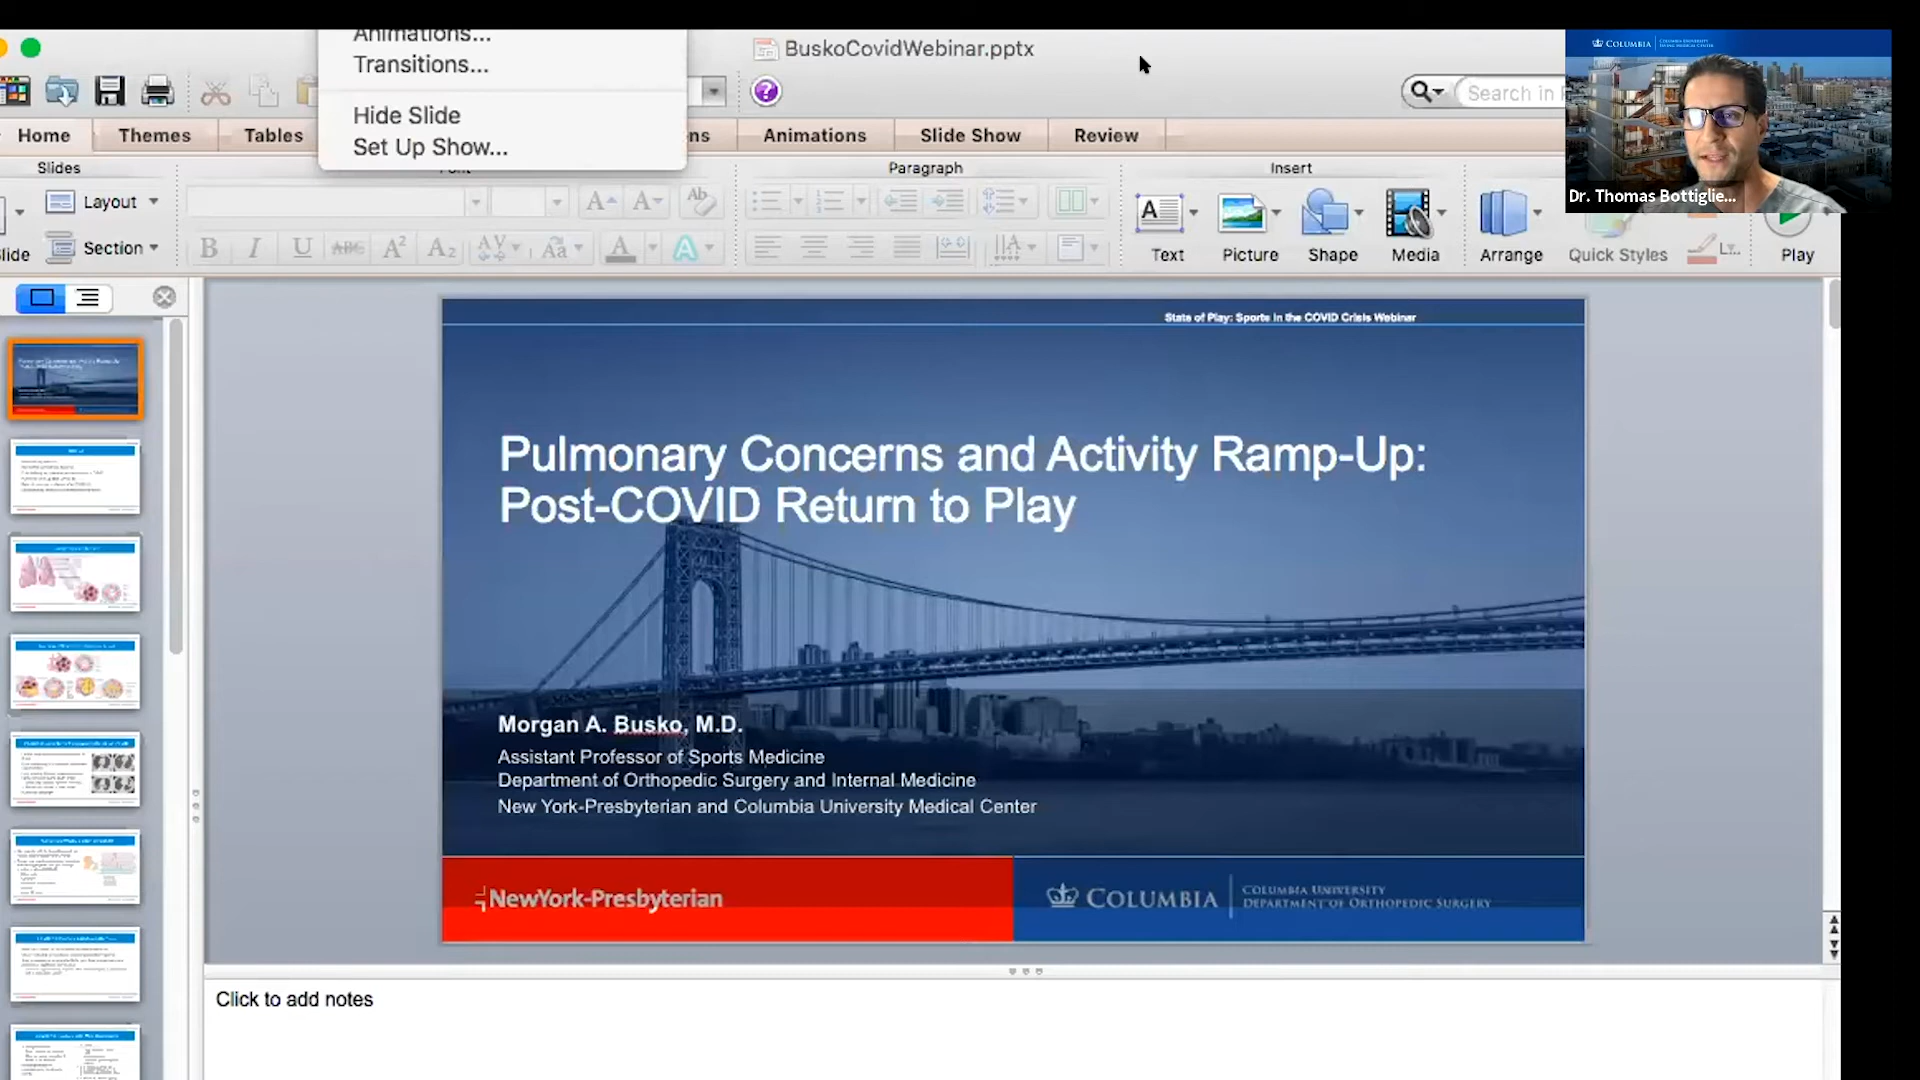 Animations...
Transitions...
Hide Slide
Set Up Show...
BuskoCovidWebinar.pptx
Search in
COLUMBIA
Dr. Thomas Bottiglie...
Home
Themes
Tables
ns
Animations
Slide Show
Review
Slides
Font
Paragraph
Insert
Layout
Section
lide
Text
Picture
Shape
Media
Arrange
Quick Styles
Play
State of Play: Sports in the COVID Crisis Webinar
Pulmonary Concerns and Activity Ramp-Up:
Post-COVID Return to Play
Morgan A. Busko, M.D.
Assistant Professor of Sports Medicine
Department of Orthopedic Surgery and Internal Medicine
New York-Presbyterian and Columbia University Medical Center
NewYork-Presbyterian
COLUMBIA
COLUMBIA UNIVERSITY
DEPARTMENT OF ORTHOPEDIC SURGERY
Click to add notes